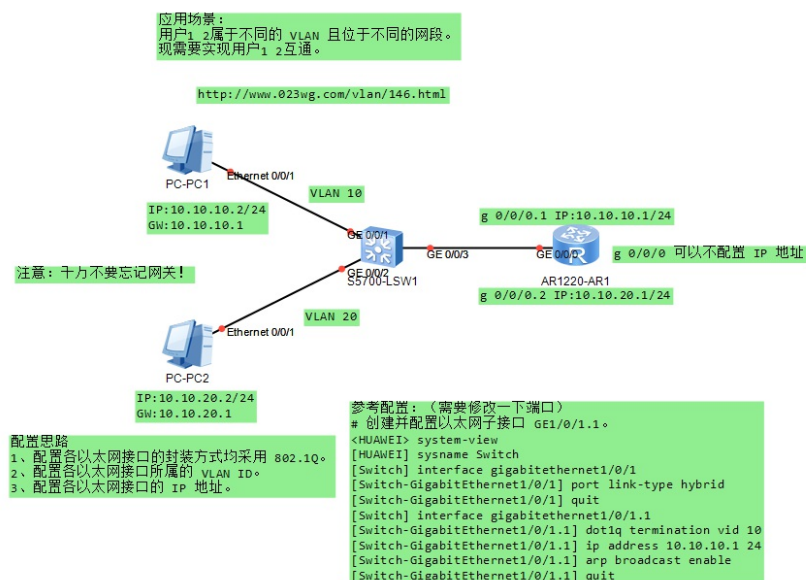 应用场景：
用户1 2属于不同的 VLAN 且位于不同的网段。
现需要实现用户1 2互通。
http://www.023wg.com/vlan/146.html
Ethernet 0/0/1
PC-PC1
VLAN 10
IP:10.10.10.2/24
GW:10.10.10.1
g 0/0/0.1 IP:10.10.10.1/24
GE 0/0/1
GE 0/0/3
GE 0/0/0
g 0/0/0 可以不配置 IP 地址
注意：千万不要忘记网关！
GE 0/0/2
S5700-LSW1
AR1220-AR1
g 0/0/0.2 IP:10.10.20.1/24
VLAN 20
Ethernet 0/0/1
PC-PC2
IP:10.10.20.2/24
GW:10.10.20.1
配置思路
1、配置各以太网接口的封装方式均采用 802.1Q。
2、配置各以太网接口所属的 VLAN ID。
3、配置各以太网接口的 IP 地址。
参考配置：（需要修改一下端口）
# 创建并配置以太网子接口 GE1/0/1.1。
<HUAWEI> system-view
[HUAWEI] sysname Switch
[Switch] interface gigabitethernet1/0/1
[Switch-GigabitEthernet1/0/1] port link-type hybrid
[Switch-GigabitEthernet1/0/1] quit
[Switch] interface gigabitethernet1/0/1.1
[Switch-GigabitEthernet1/0/1.1] dot1q termination vid 10
[Switch-GigabitEthernet1/0/1.1] ip address 10.10.10.1 24
[Switch-GigabitEthernet1/0/1.1] arp broadcast enable
[Switch-GigabitEthernet1/0/1.1] quit